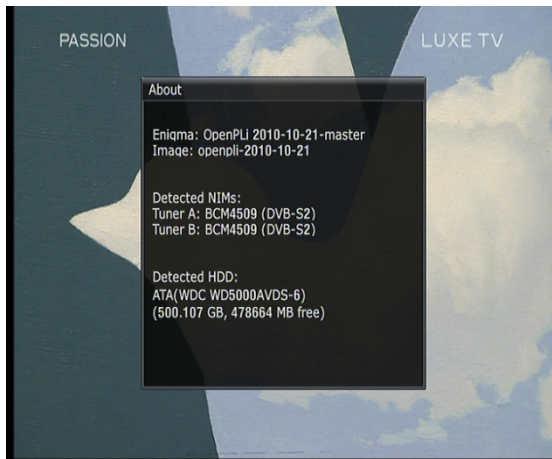 PASSION
LUXE TV
About
Enigma: OpenPLi 2010-10-21-master
Image: openpli-2010-10-21
Detected NIMs:
Tuner A: BCM4509 (DVB-S2)
Tuner B: BCM4509 (DVB-S2)
Detected HDD:
ATA(WDC WD5000AVDS-6)
(500.107 GB, 478664 MB free)